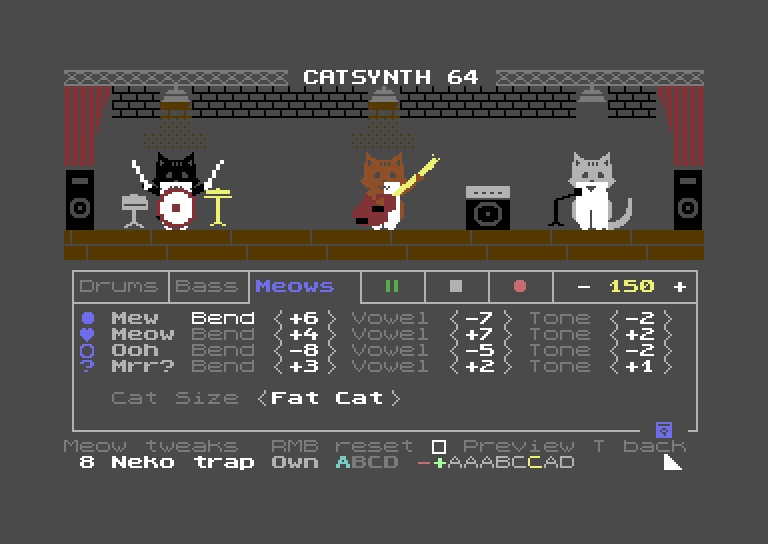 CATSYNTH 64
Drums Bass Meows - 150 +
Mew Bend <+6> Vowel <-7> Tone <-2>
Meow Bend <+4> Vowel <+7> Tone <+2>
Ooh Bend <-8> Vowel <-5> Tone <-2>
? Mrr? Bend <+3> Vowel <+2> Tone <+1>
Cat Size <Fat Cat>
Meow tweaks RMB reset Preview T back
8 Neko trap Own ABCD -+AAABCCAD